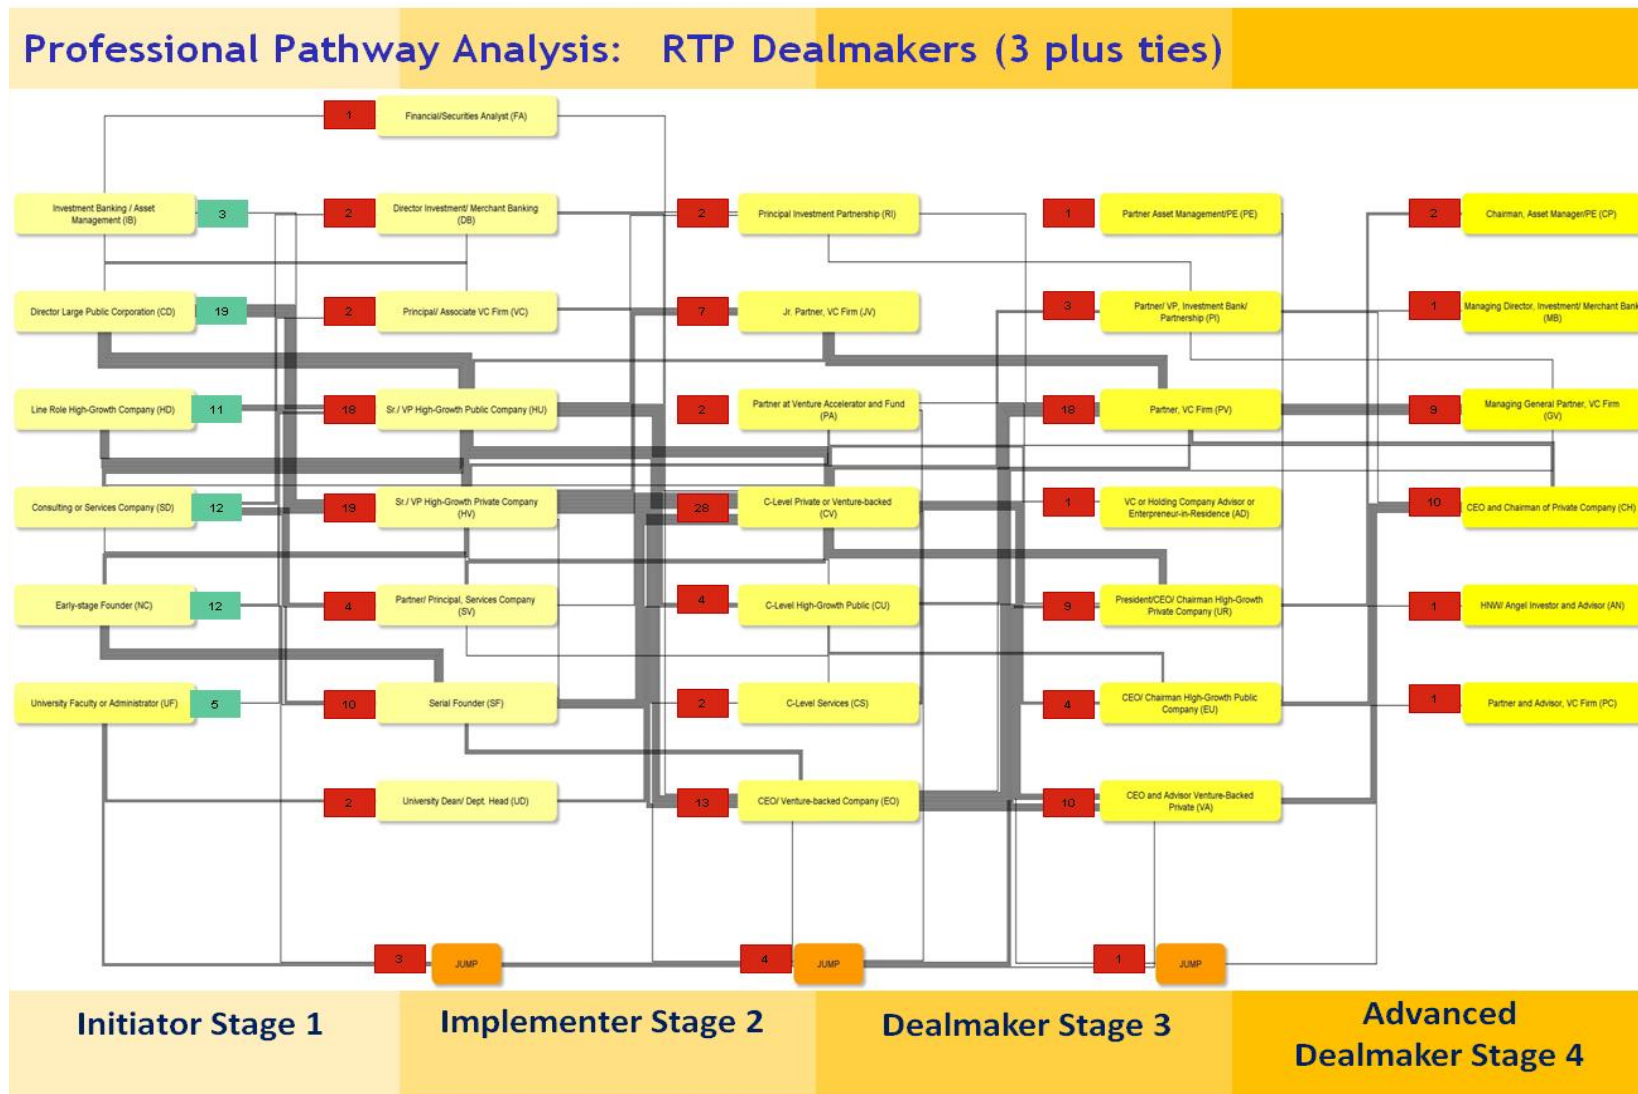 Professional Pathway Analysis: RTP Dealmakers (3 plus ties)
1
Financial/Securities Analyst (FA)
Investment Banking / Asset
Management (IB)
3
2
Director Investment/ Merchant Banking
(DB)
2
Principal Investment Partnership (RI)
1
Partner Asset Management/PE (PE)
2
Chairman, Asset Manager/PE (CP)
Director Large Public Corporation (CD)
19
2
Principal/ Associate VC Firm (VC)
7
Jr. Partner, VC Firm (JV)
3
Partner/ VP, Investment Bank/
Partnership (PI)
1
Managing Director, Investment/ Merchant Bank
(MB)
Line Role High-Growth Company (HD)
11
18
Sr./ VP High-Growth Public Company (HU)
2
Partner at Venture Accelerator and Fund
(PA)
18
Partner, VC Firm (PV)
9
Managing General Partner, VC Firm
(GV)
Consulting or Services Company (SD)
12
19
Sr./ VP High-Growth Private Company
(HV)
28
C-Level Private or Venture-backed
(CV)
1
VC or Holding Company Advisor or
Enterpreneur-in-Residence (AD)
10
CEO and Chairman of Private Company (CH)
Early-stage Founder (NC)
12
4
Partner/ Principal, Services Company
(SV)
4
C-Level High-Growth Public (CU)
9
President/CEO/ Chairman High-Growth
Private Company (UR)
1
HNW/ Angel Investor and Advisor (AN)
University Faculty or Administrator (UF)
5
10
Serial Founder (SF)
2
C-Level Services (CS)
4
CEO/ Chairman High-Growth Public
Company (EU)
1
Partner and Advisor, VC Firm (PC)
2
University Dean/ Dept. Head (UD)
13
CEO/ Venture-backed Company (EO)
10
CEO and Advisor Venture-Backed
Private (VA)
3
JUMP
4
JUMP
1
JUMP
Initiator Stage 1
Implementer Stage 2
Dealmaker Stage 3
Advanced
Dealmaker Stage 4